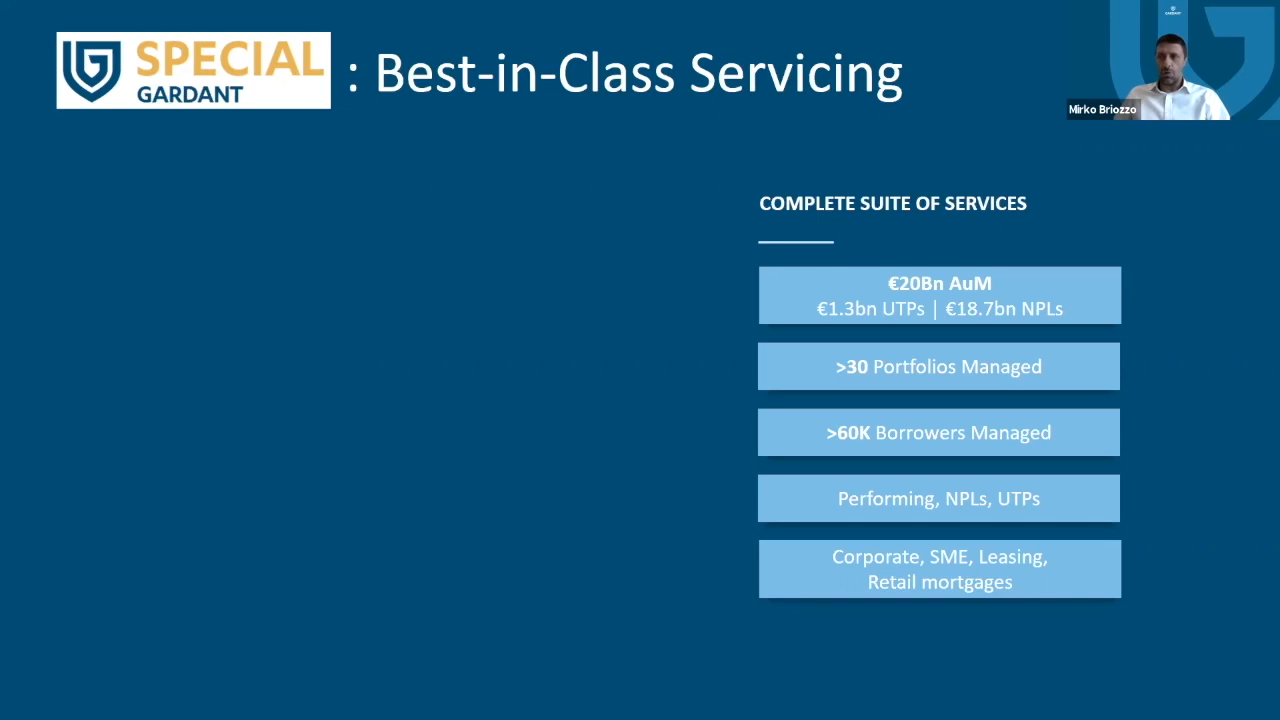 SPECIAL
GARDANT
: Best-in-Class Servicing
GARDANT
Mirko Briozzo
COMPLETE SUITE OF SERVICES
€20Bn AuM
€1.3bn UTPs | €18.7bn NPLs
>30 Portfolios Managed
>60K Borrowers Managed
Performing, NPLs, UTPs
Corporate, SME, Leasing,
Retail mortgages